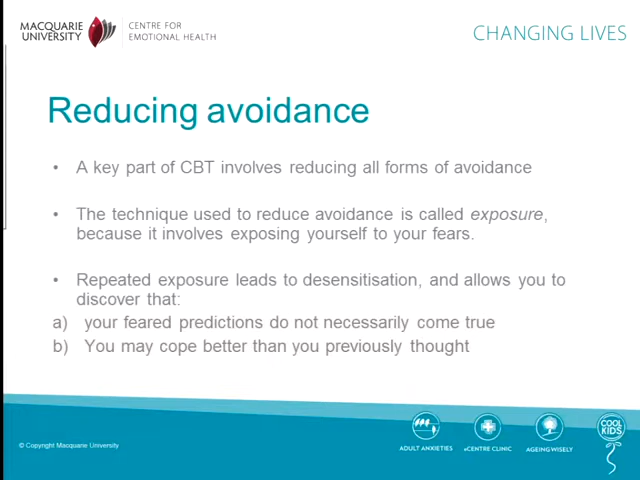 MACQUARIE
UNIVERSITY
CENTRE FOR
EMOTIONAL HEALTH
CHANGING LIVES
Reducing avoidance
• A key part of CBT involves reducing all forms of avoidance
• The technique used to reduce avoidance is called exposure,
because it involves exposing yourself to your fears.
• Repeated exposure leads to desensitisation, and allows you to
discover that:
a) your feared predictions do not necessarily come true
b) You may cope better than you previously thought
© Copyright Macquarie University
ADULT ANXIETIES
eCENTRE CLINIC
AGEING WISELY
COOL
KIDS